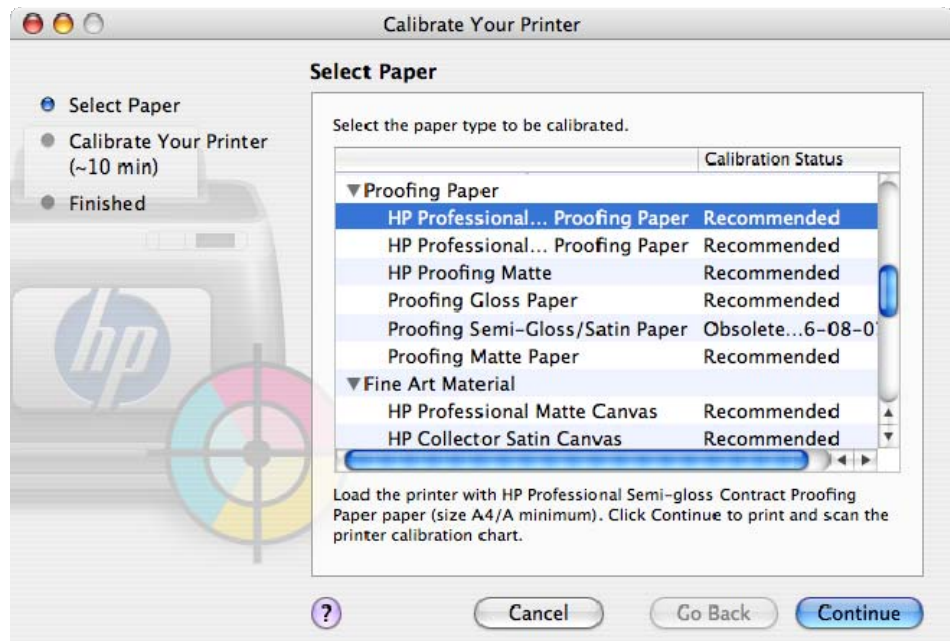 Calibrate Your Printer
Select Paper
Select Paper
Calibrate Your Printer
(~10 min)
Finished
Select the paper type to be calibrated.
Calibration Status
Proofing Paper
HP Professional... Proofing Paper Recommended
HP Professional... Proofing Paper Recommended
HP Proofing Matte Recommended
Proofing Gloss Paper Recommended
Proofing Semi-Gloss/Satin Paper Obsolete...6-08-0
Proofing Matte Paper Recommended
Fine Art Material
HP Professional Matte Canvas Recommended
HP Collector Satin Canvas Recommended
Load the printer with HP Professional Semi-gloss Contract Proofing
Paper paper (size A4/A minimum). Click Continue to print and scan the
printer calibration chart.
hp
? Cancel Go Back Continue